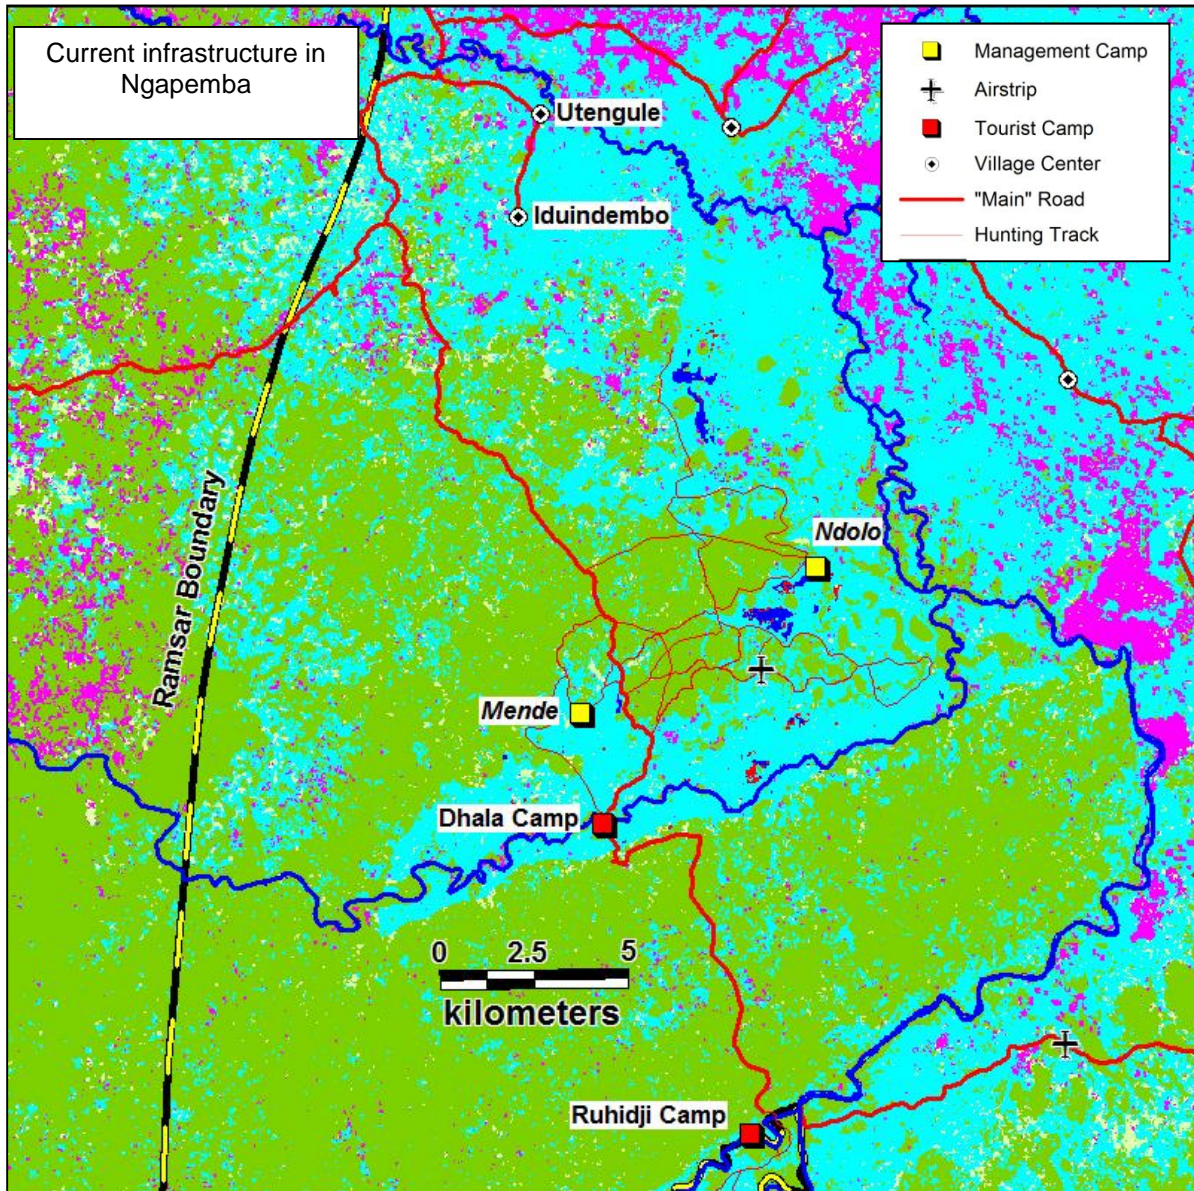 Current infrastructure in
Ngapemba
Management Camp
Airstrip
Tourist Camp
Village Center
"Main" Road
Hunting Track
Utengule
Iduindembo
Ramsar Boundary
Ndolo
Mende
Dhala Camp
0 2.5 5
kilometers
Ruhidji Camp